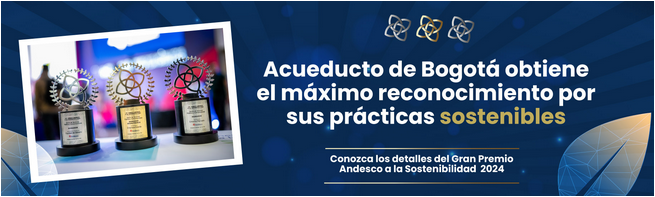 Acueducto de Bogotá obtiene
el máximo reconocimiento por
sus prácticas sostenibles
Conozca los detalles del Gran Premio
Andesco a la Sostenibilidad 2024